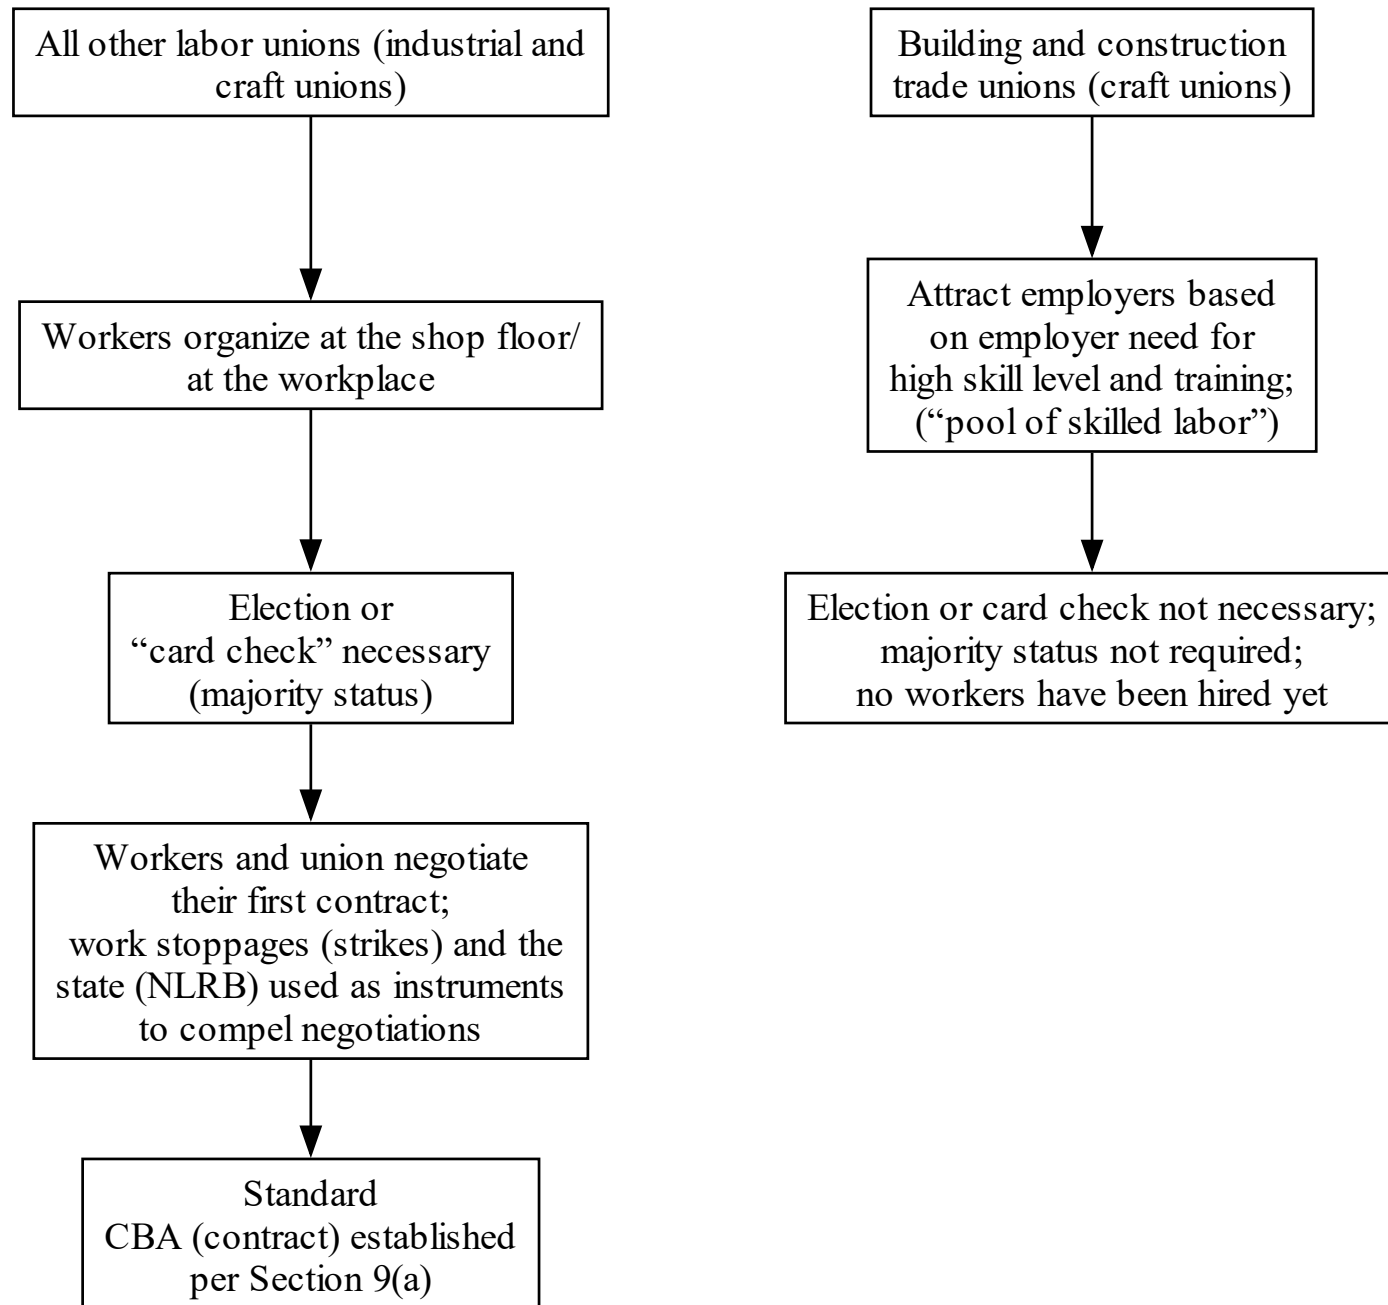 All other labor unions (industrial and
craft unions)
Workers organize at the shop floor/
at the workplace
Election or
“card check” necessary
(majority status)
Workers and union negotiate
their first contract;
work stoppages (strikes) and the
state (NLRB) used as instruments
to compel negotiations
Standard
CBA (contract) established
per Section 9(a)
Building and construction
trade unions (craft unions)
Attract employers based
on employer need for
high skill level and training;
(“pool of skilled labor”)
Election or card check not necessary;
majority status not required;
no workers have been hired yet